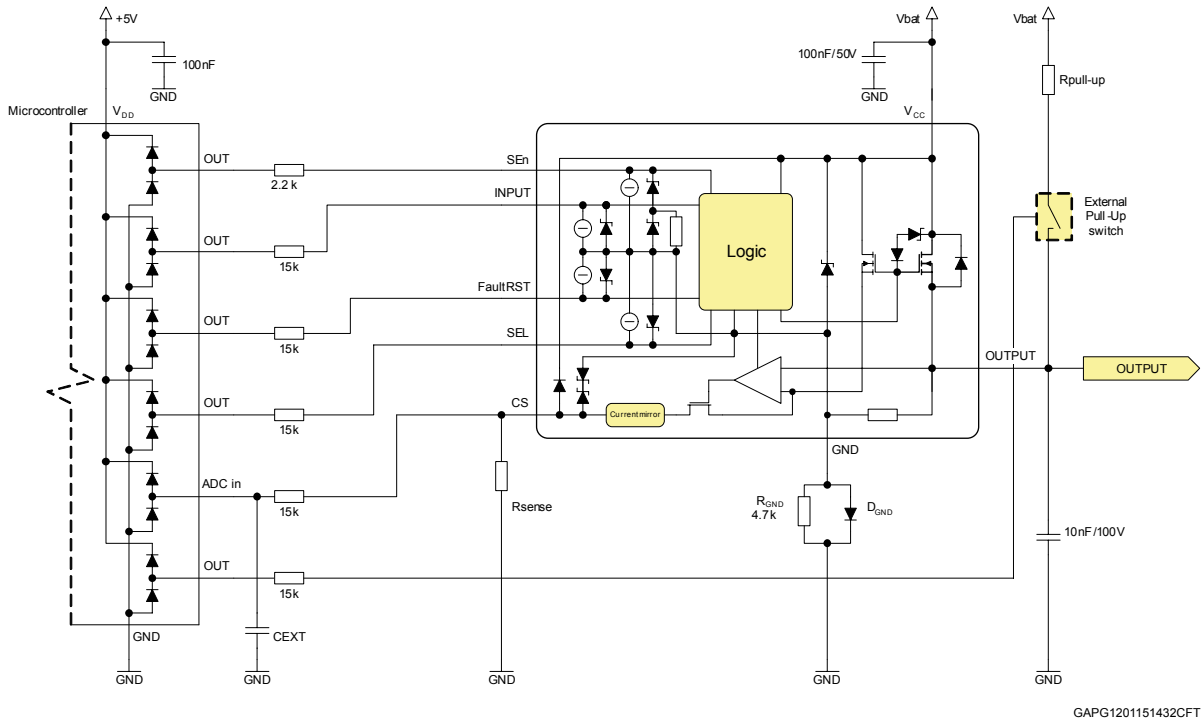 +5V
Vbat
Vbat
100nF
100nF/50V
GND
GND
Rpull-up
Microcontroller
VDD
VCC
OUT
SEn
2.2 k
INPUT
External
Pull-Up
switch
OUT
15k
Logic
FaultRST
OUT
15k
SEL
OUTPUT
OUTPUT
OUT
15k
CS
Current mirror
GND
ADC in
15k
Rsense
RGND
4.7k
DGND
10nF/100V
OUT
15k
GND
CEXT
GND
GND
GND
GND
GND
GAPG1201151432CFT